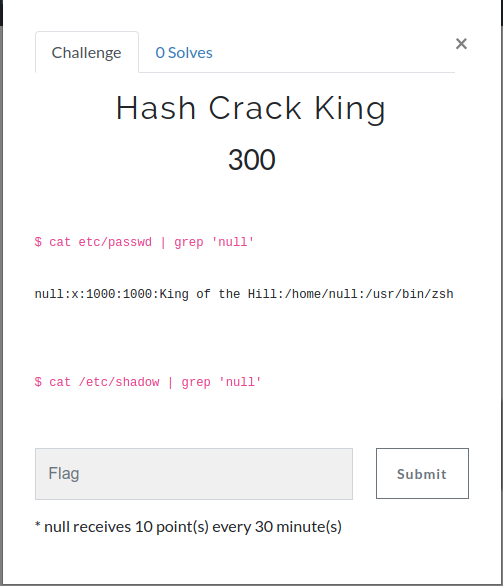 ×
Challenge
0 Solves
Hash Crack King
300
$ cat etc/passwd | grep 'null'
null:x:1000:1000:King of the Hill:/home/null:/usr/bin/zsh
$ cat /etc/shadow | grep 'null'
Flag
Submit
* null receives 10 point(s) every 30 minute(s)